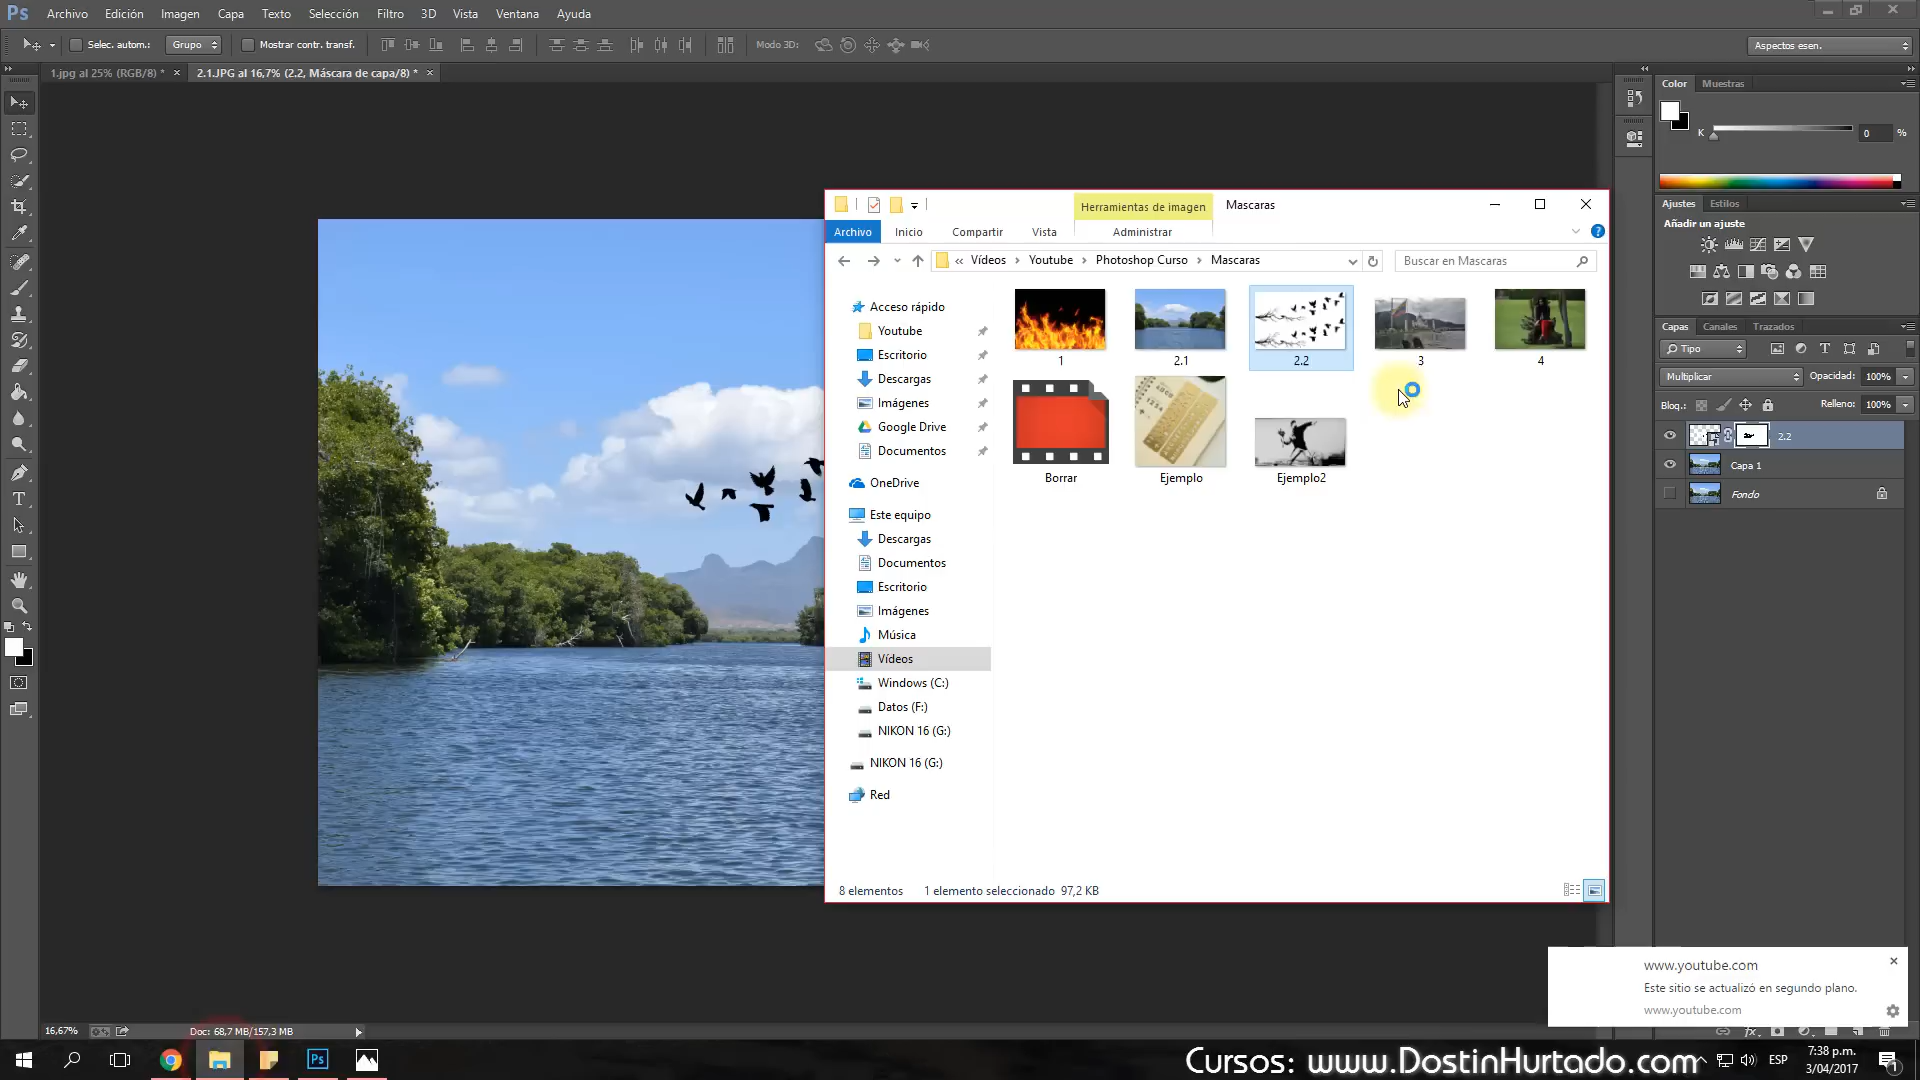 Ps Archivo Edición Imagen Capa Texto Selección Filtro 3D Vista Ventana Ayuda
Selec. autom.: Grupo Mostrar contr. transf. Modo 3D: Aspectos esen.
1.jpg al 25% (RGB/8) * × 2.1.JPG al 16,7% (2.2, Máscara de capa/8) * ×
Color Muestras
K 0 %
Ajustes Estilos
Añadir un ajuste
Capas Canales Trazados
Tipo
Multiplicar Opacidad: 100%
Bloq.: Relleno: 100%
2.2
Capa 1
Fondo
Herramientas de imagen Mascaras
Archivo Inicio Compartir Vista Administrar
« Vídeos › Youtube › Photoshop Curso › Mascaras Buscar en Mascaras
Acceso rápido
Youtube
Escritorio
Descargas
Imágenes
Google Drive
Documentos
OneDrive
Este equipo
Descargas
Documentos
Escritorio
Imágenes
Música
Vídeos
Windows (C:)
Datos (F:)
NIKON 16 (G:)
NIKON 16 (G:)
Red
1 2.1 2.2 3 4
Borrar Ejemplo Ejemplo2
8 elementos 1 elemento seleccionado 97,2 KB
www.youtube.com
Este sitio se actualizó en segundo plano.
www.youtube.com
16,67% Doc: 68,7 MB/157,3 MB
Cursos: www.DostinHurtado.com
ESP
7:38 p.m.
3/04/2017